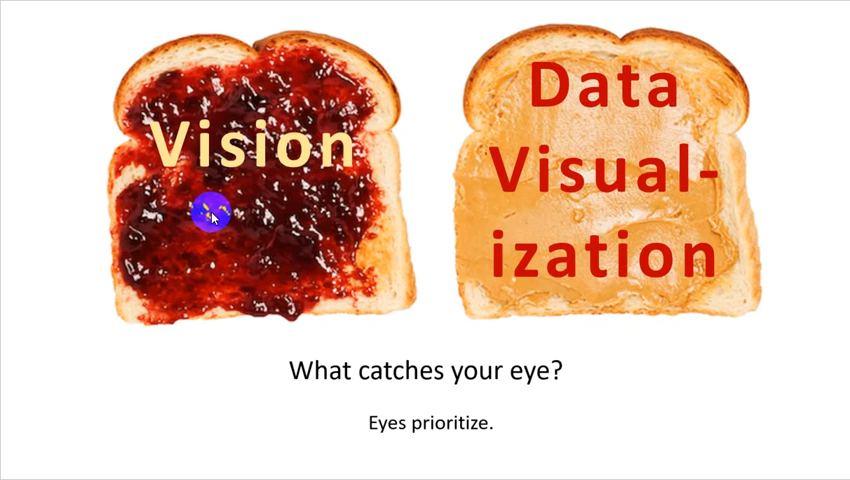 Vision
Data
Visual-
ization
What catches your eye?
Eyes prioritize.